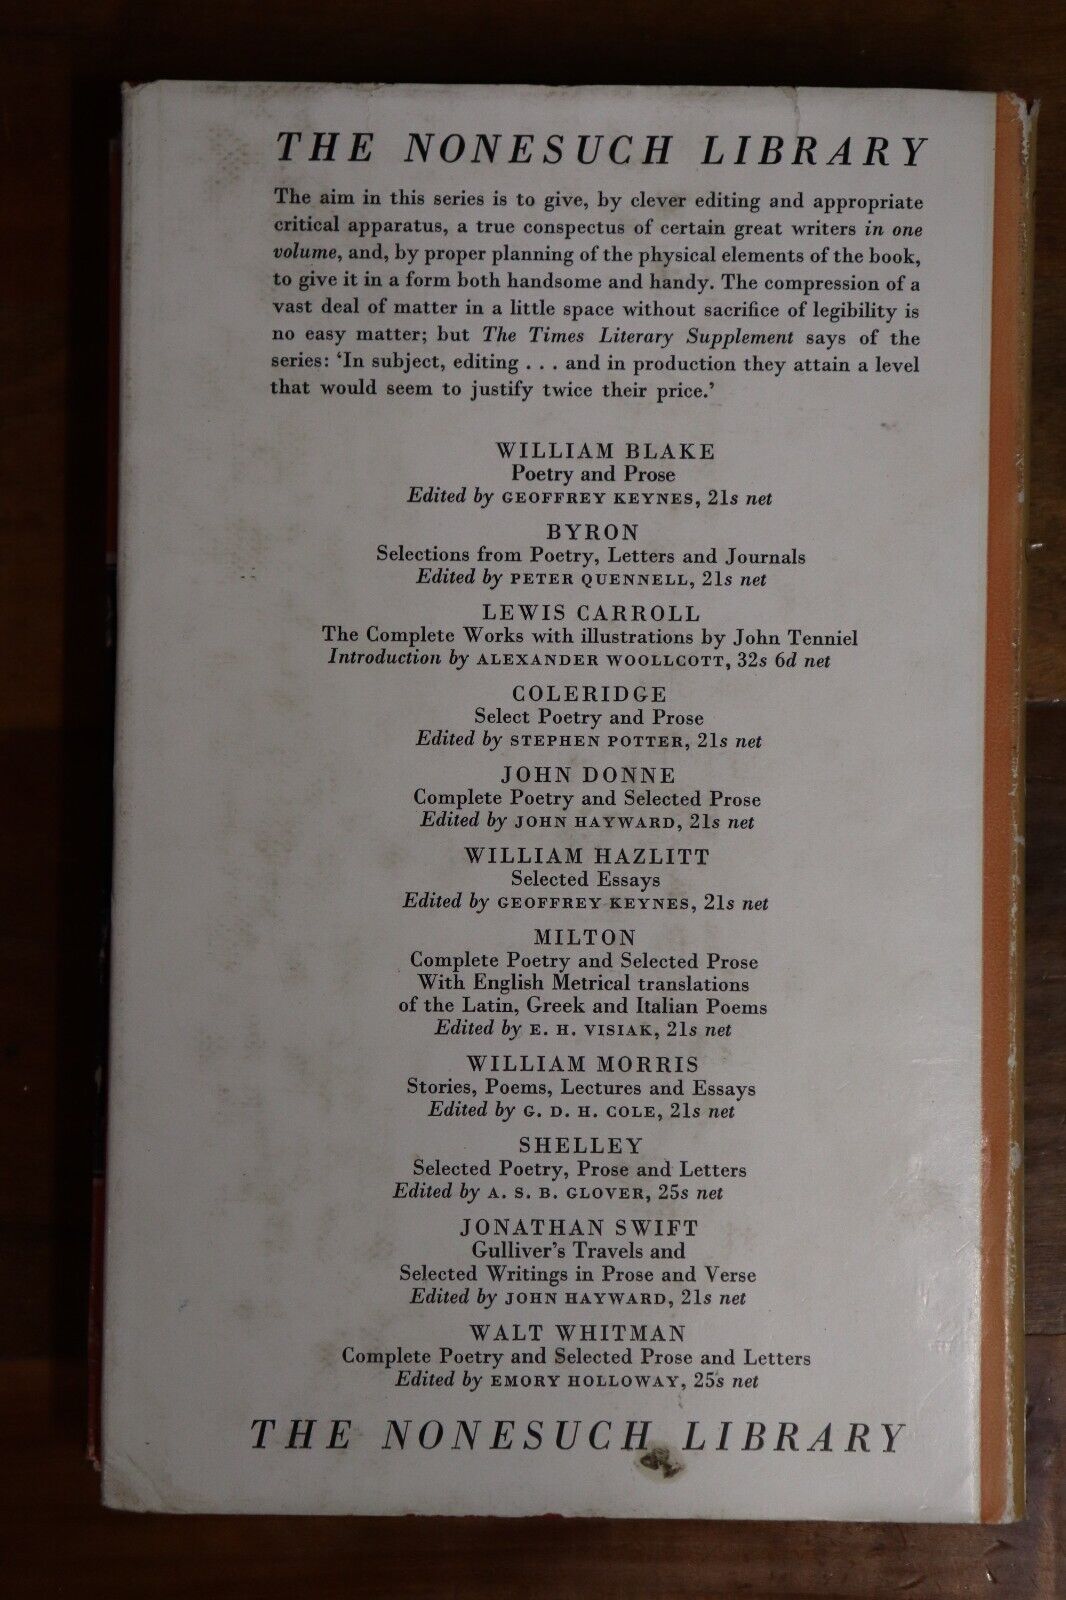 THE NONESUCH LIBRARY
The aim in this series is to give, by clever editing and appropriate
critical apparatus, a true conspectus of certain great writers in one
volume, and, by proper planning of the physical elements of the book,
to give it in a form both handsome and handy. The compression of a
vast deal of matter in a little space without sacrifice of legibility is
no easy matter; but The Times Literary Supplement says of the
series: ‘In subject, editing . . . and in production they attain a level
that would seem to justify twice their price.’
WILLIAM BLAKE
Poetry and Prose
Edited by GEOFFREY KEYNES, 21s net
BYRON
Selections from Poetry, Letters and Journals
Edited by PETER QUENNELL, 21s net
LEWIS CARROLL
The Complete Works with illustrations by John Tenniel
Introduction by ALEXANDER WOOLLCOTT, 32s 6d net
COLERIDGE
Select Poetry and Prose
Edited by STEPHEN POTTER, 21s net
JOHN DONNE
Complete Poetry and Selected Prose
Edited by JOHN HAYWARD, 21s net
WILLIAM HAZLITT
Selected Essays
Edited by GEOFFREY KEYNES, 21s net
MILTON
Complete Poetry and Selected Prose
With English Metrical translations
of the Latin, Greek and Italian Poems
Edited by E. H. VISIAK, 21s net
WILLIAM MORRIS
Stories, Poems, Lectures and Essays
Edited by G. D. H. COLE, 21s net
SHELLEY
Selected Poetry, Prose and Letters
Edited by A. S. B. GLOVER, 25s net
JONATHAN SWIFT
Gulliver’s Travels and
Selected Writings in Prose and Verse
Edited by JOHN HAYWARD, 21s net
WALT WHITMAN
Complete Poetry and Selected Prose and Letters
Edited by EMORY HOLLOWAY, 25s net
THE NONESUCH LIBRARY